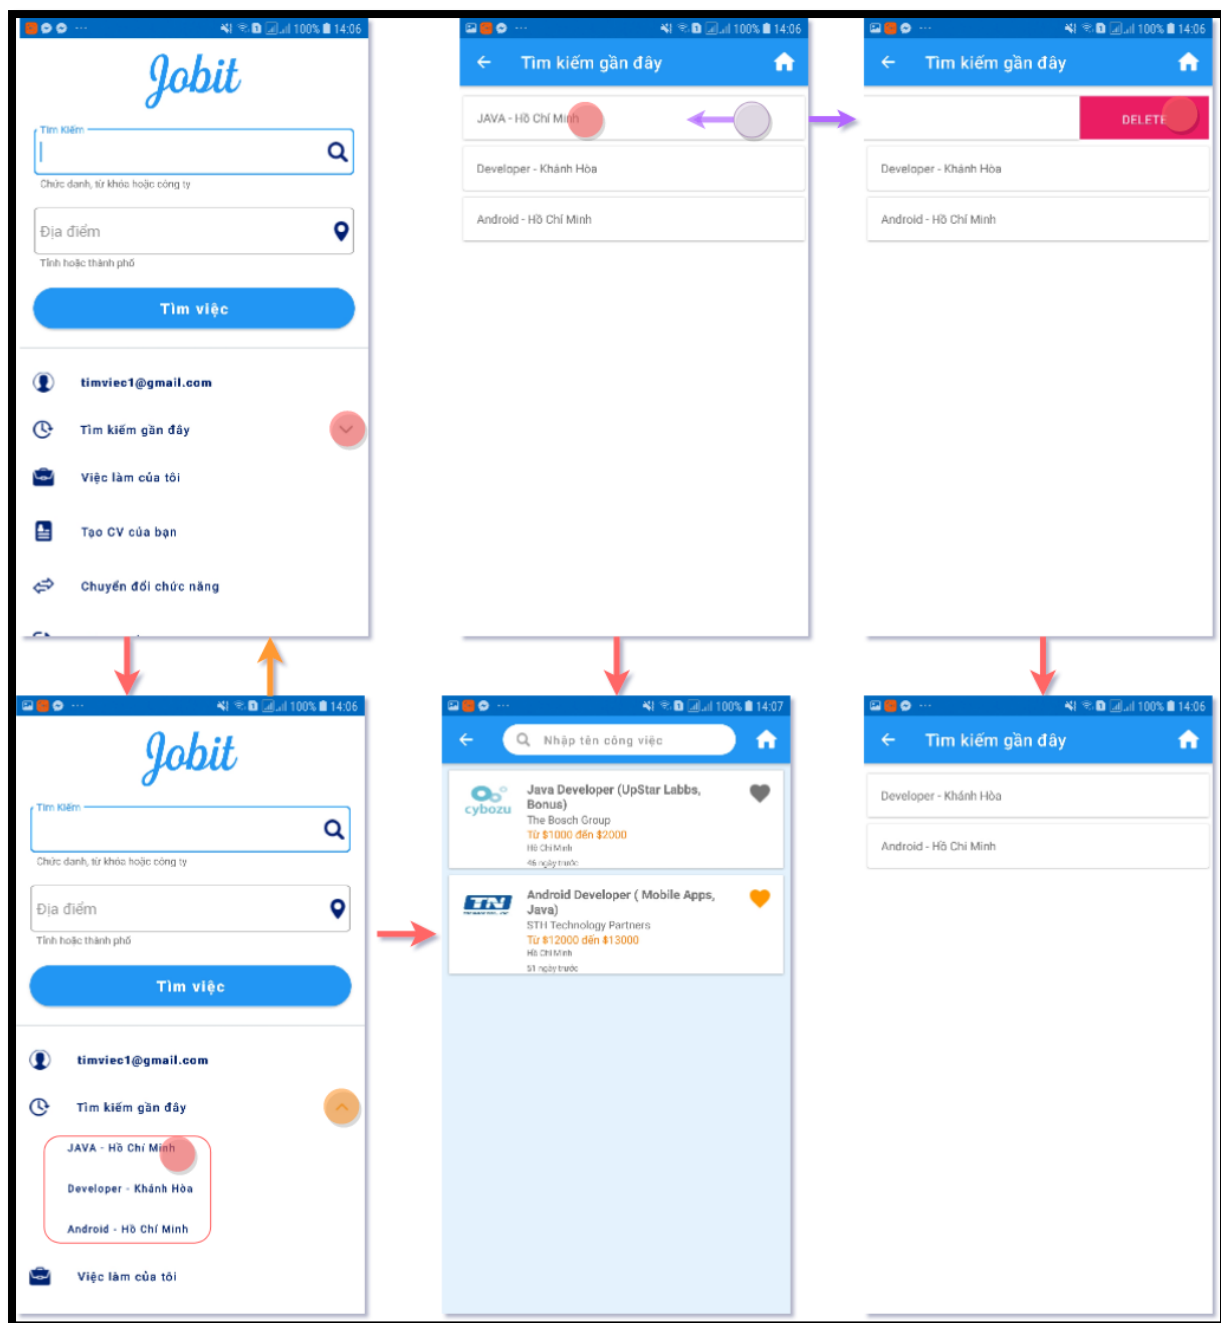 100% 14:06
Jobit
Tìm Kiếm
Chức danh, từ khóa hoặc công ty
Địa điểm
Tỉnh hoặc thành phố
Tìm việc
timviec1@gmail.com
Tìm kiếm gần đây
Việc làm của tôi
Tạo CV của bạn
Chuyển đổi chức năng
100% 14:06
Tìm kiếm gần đây
JAVA - Hồ Chí Minh
Developer - Khánh Hòa
Android - Hồ Chí Minh
100% 14:06
Tìm kiếm gần đây
DELETE
Developer - Khánh Hòa
Android - Hồ Chí Minh
100% 14:06
Jobit
Tìm Kiếm
Chức danh, từ khóa hoặc công ty
Địa điểm
Tỉnh hoặc thành phố
Tìm việc
timviec1@gmail.com
Tìm kiếm gần đây
JAVA - Hồ Chí Minh
Developer - Khánh Hòa
Android - Hồ Chí Minh
Việc làm của tôi
100% 14:07
Nhập tên công việc
cybozu
Java Developer (UpStar Labbs,
Bonus)
The Bosch Group
Từ $1000 đến $2000
Hồ Chí Minh
46 ngày trước
TN
Android Developer ( Mobile Apps,
Java)
STH Technology Partners
Từ $12000 đến $13000
Hồ Chí Minh
51 ngày trước
100% 14:06
Tìm kiếm gần đây
Developer - Khánh Hòa
Android - Hồ Chí Minh